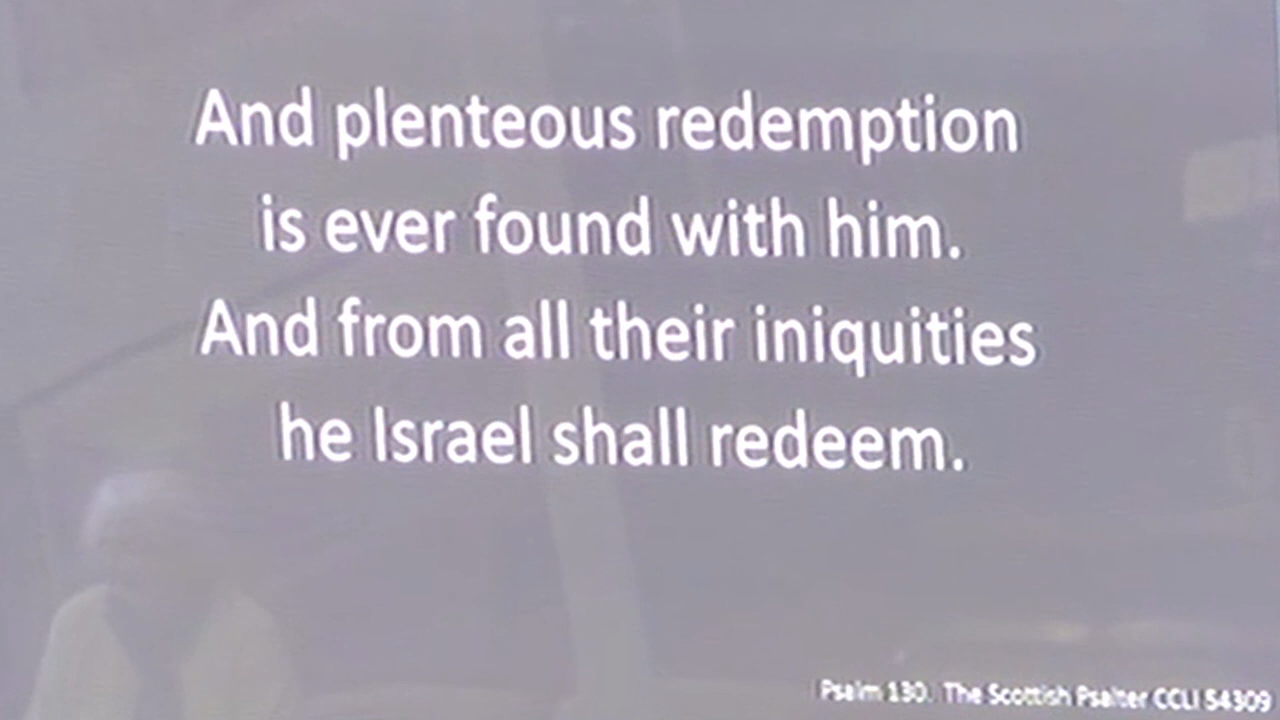 And plenteous redemption
is ever found with him.
And from all their iniquities
he Israel shall redeem.
Psalm 130. The Scottish Psalter CCLI 54309